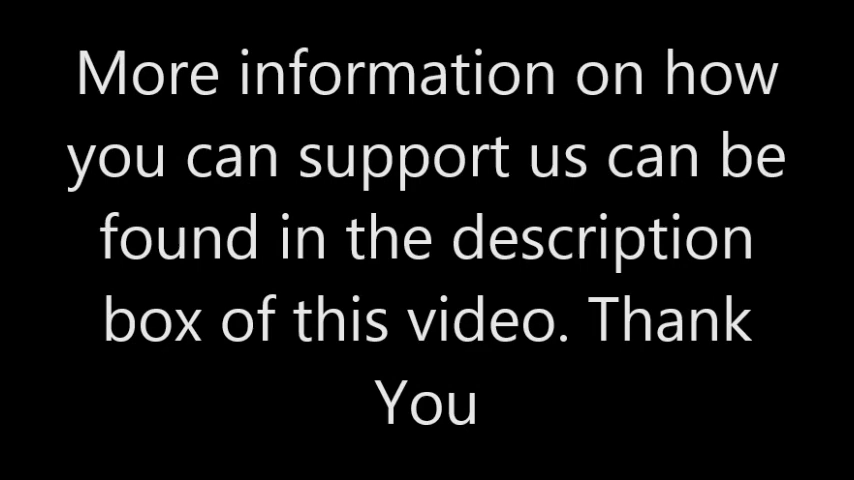 More information on how
you can support us can be
found in the description
box of this video. Thank
You